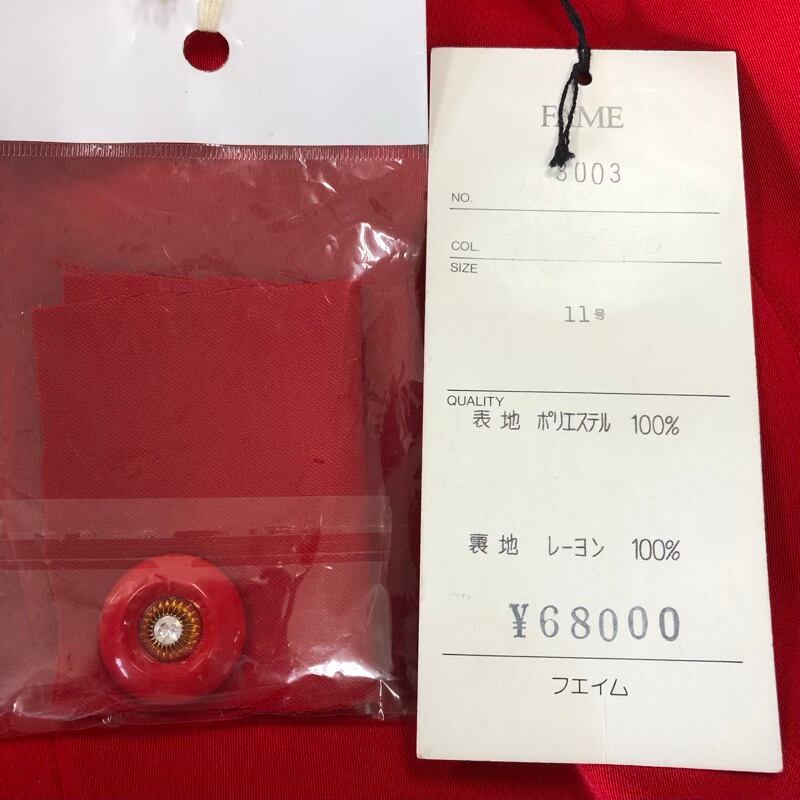 FAME
3003
NO.
COL.
SIZE
11号
QUALITY
表地 ポリエステル 100%
裏地 レーヨン 100%
¥68000
フエイム